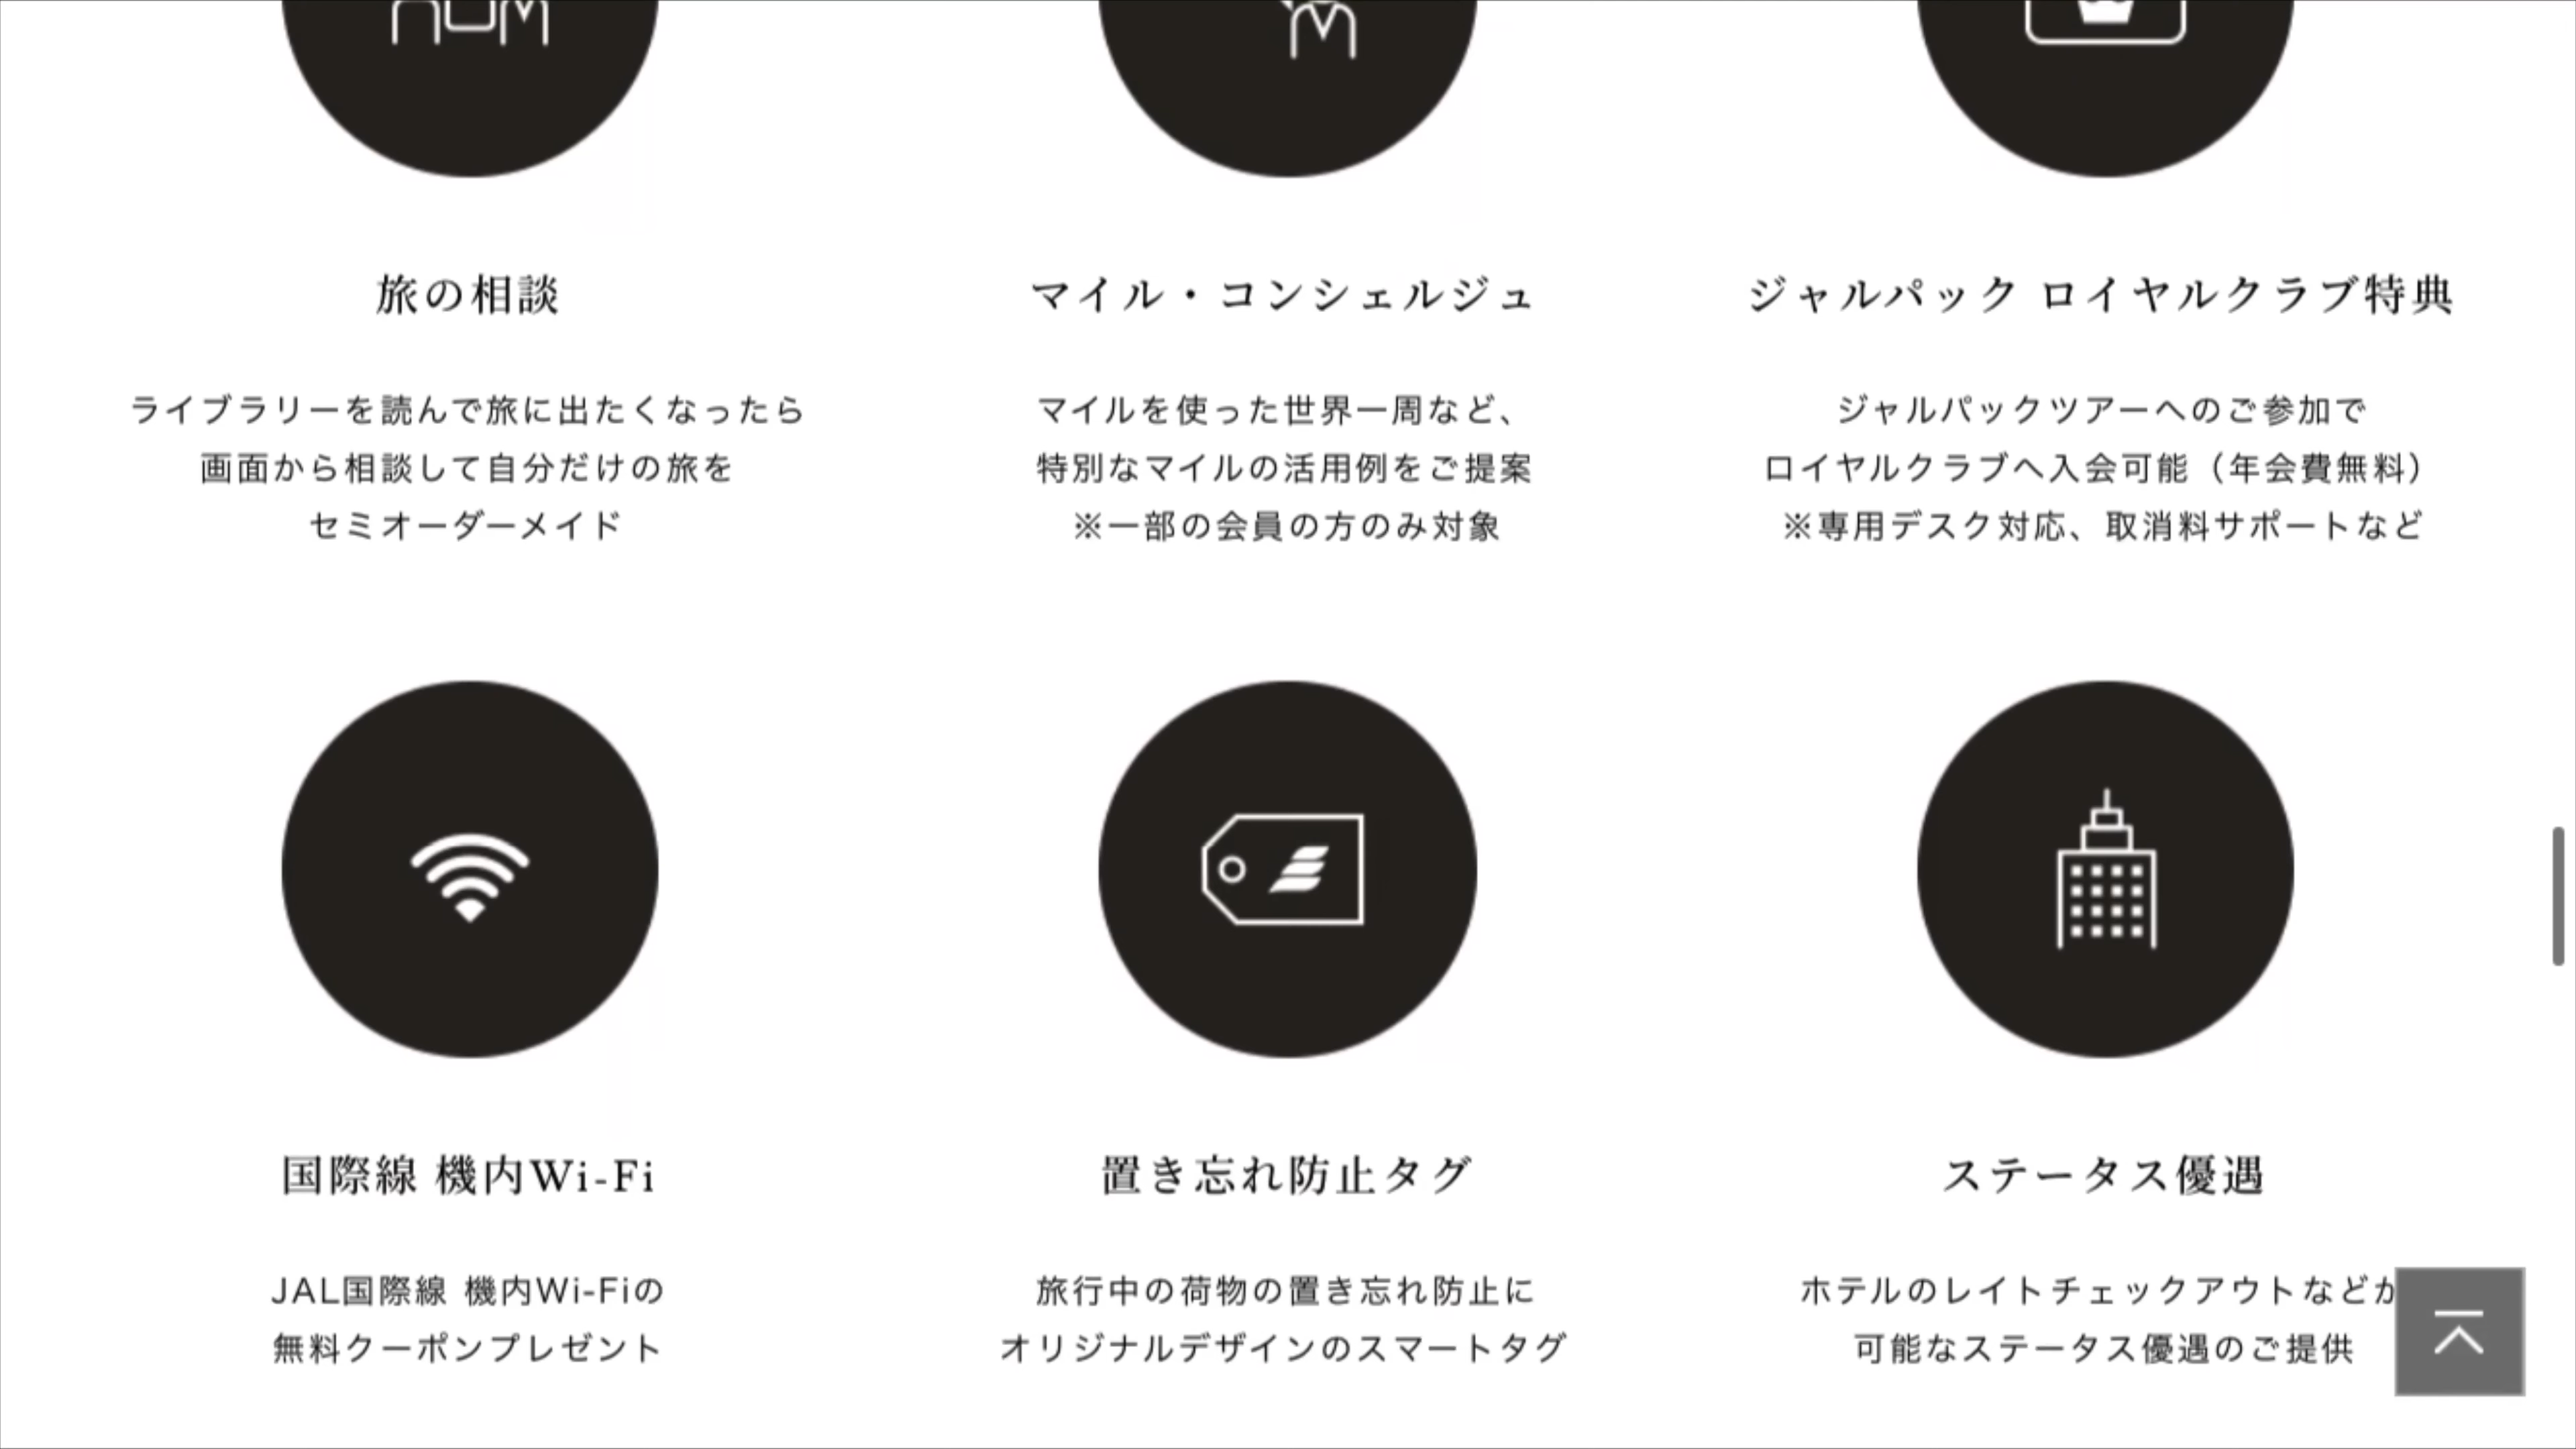 旅の相談
ライブラリーを読んで旅に出たくなったら
画面から相談して自分だけの旅を
セミオーダーメイド
マイル・コンシェルジュ
マイルを使った世界一周など、
特別なマイルの活用例をご提案
※一部の会員の方のみ対象
ジャルパック ロイヤルクラブ特典
ジャルパックツアーへのご参加で
ロイヤルクラブへ入会可能（年会費無料）
※専用デスク対応、取消料サポートなど
国際線 機内Wi-Fi
JAL国際線 機内Wi-Fiの
無料クーポンプレゼント
置き忘れ防止タグ
旅行中の荷物の置き忘れ防止に
オリジナルデザインのスマートタグ
ステータス優遇
ホテルのレイトチェックアウトなどが
可能なステータス優遇のご提供